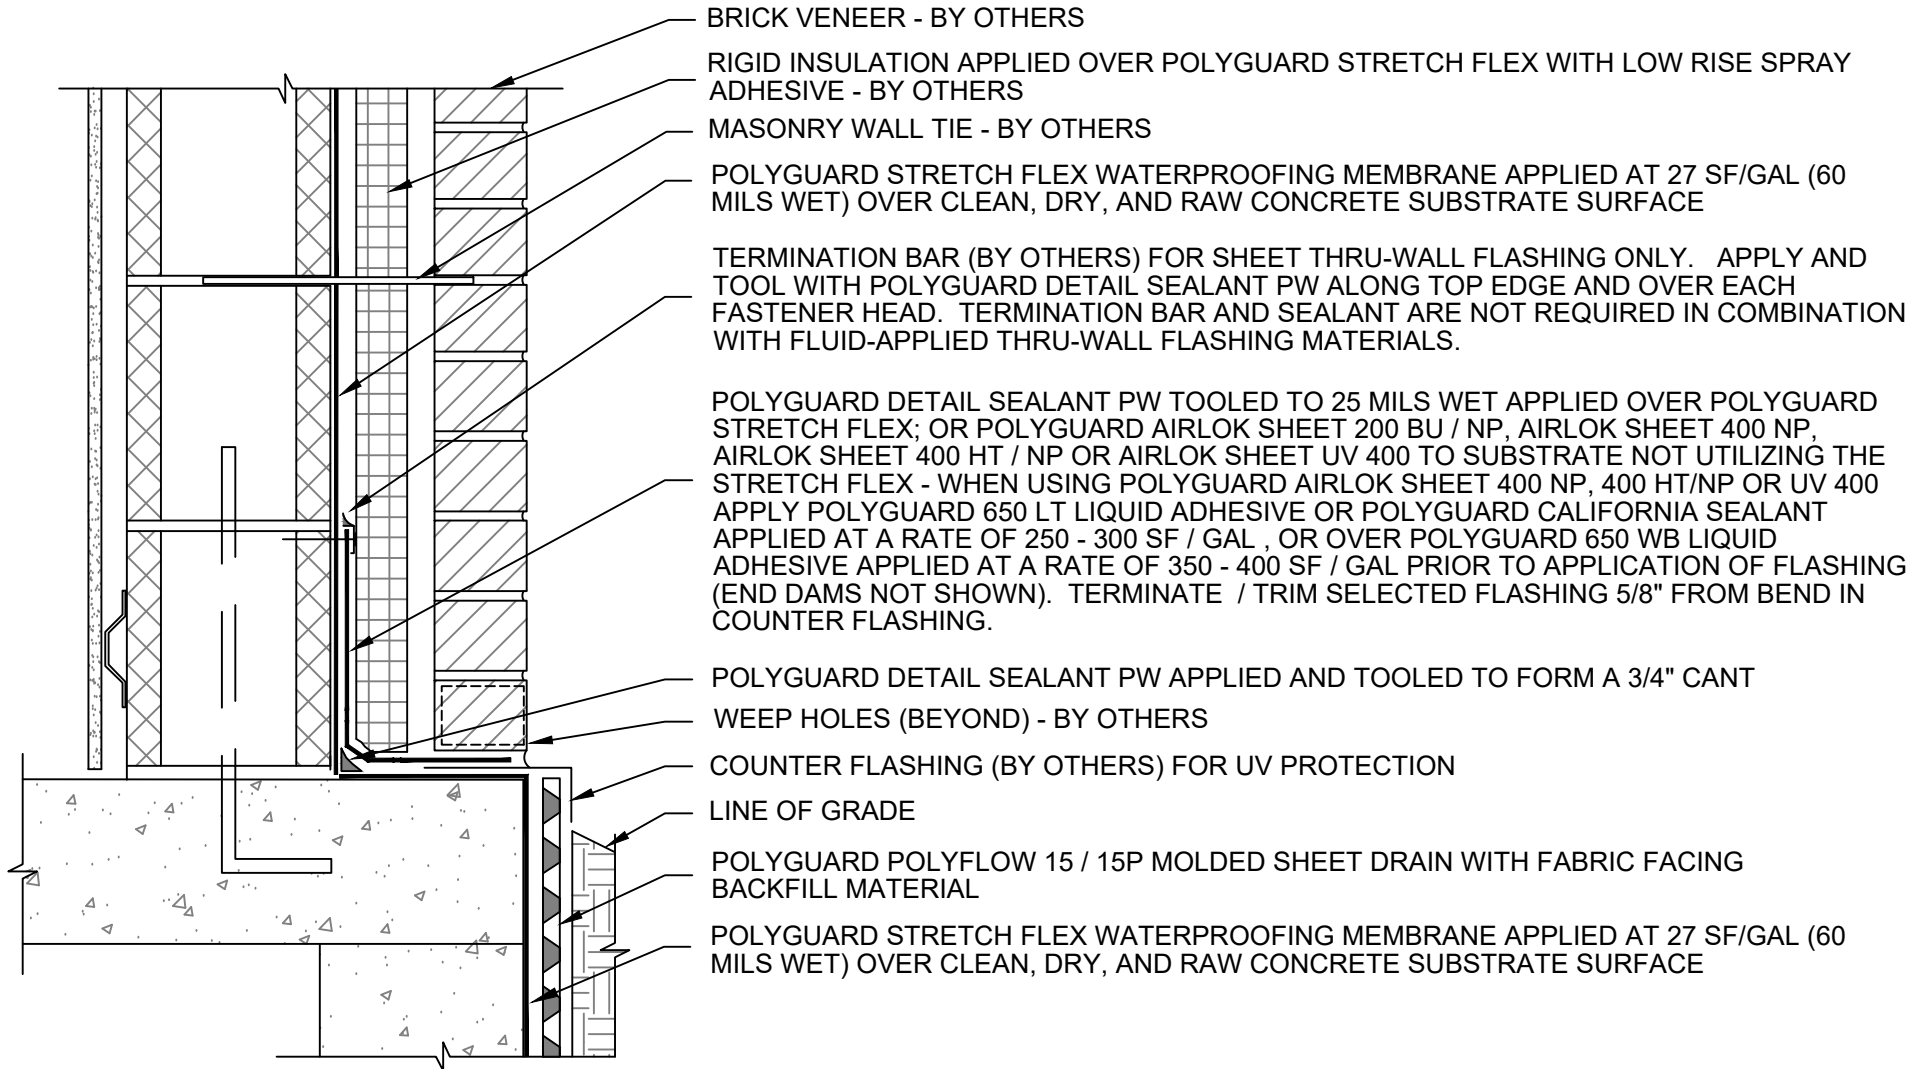 BRICK VENEER - BY OTHERS
RIGID INSULATION APPLIED OVER POLYGUARD STRETCH FLEX WITH LOW RISE SPRAY
ADHESIVE - BY OTHERS
MASONRY WALL TIE - BY OTHERS
POLYGUARD STRETCH FLEX WATERPROOFING MEMBRANE APPLIED AT 27 SF/GAL (60
MILS WET) OVER CLEAN, DRY, AND RAW CONCRETE SUBSTRATE SURFACE
TERMINATION BAR (BY OTHERS) FOR SHEET THRU-WALL FLASHING ONLY. APPLY AND
TOOL WITH POLYGUARD DETAIL SEALANT PW ALONG TOP EDGE AND OVER EACH
FASTENER HEAD. TERMINATION BAR AND SEALANT ARE NOT REQUIRED IN COMBINATION
WITH FLUID-APPLIED THRU-WALL FLASHING MATERIALS.
POLYGUARD DETAIL SEALANT PW TOOLED TO 25 MILS WET APPLIED OVER POLYGUARD
STRETCH FLEX; OR POLYGUARD AIRLOK SHEET 200 BU / NP, AIRLOK SHEET 400 NP,
AIRLOK SHEET 400 HT / NP OR AIRLOK SHEET UV 400 TO SUBSTRATE NOT UTILIZING THE
STRETCH FLEX - WHEN USING POLYGUARD AIRLOK SHEET 400 NP, 400 HT/NP OR UV 400
APPLY POLYGUARD 650 LT LIQUID ADHESIVE OR POLYGUARD CALIFORNIA SEALANT
APPLIED AT A RATE OF 250 - 300 SF / GAL , OR OVER POLYGUARD 650 WB LIQUID
ADHESIVE APPLIED AT A RATE OF 350 - 400 SF / GAL PRIOR TO APPLICATION OF FLASHING
(END DAMS NOT SHOWN). TERMINATE / TRIM SELECTED FLASHING 5/8" FROM BEND IN
COUNTER FLASHING.
POLYGUARD DETAIL SEALANT PW APPLIED AND TOOLED TO FORM A 3/4" CANT
WEEP HOLES (BEYOND) - BY OTHERS
COUNTER FLASHING (BY OTHERS) FOR UV PROTECTION
LINE OF GRADE
POLYGUARD POLYFLOW 15 / 15P MOLDED SHEET DRAIN WITH FABRIC FACING
BACKFILL MATERIAL
POLYGUARD STRETCH FLEX WATERPROOFING MEMBRANE APPLIED AT 27 SF/GAL (60
MILS WET) OVER CLEAN, DRY, AND RAW CONCRETE SUBSTRATE SURFACE